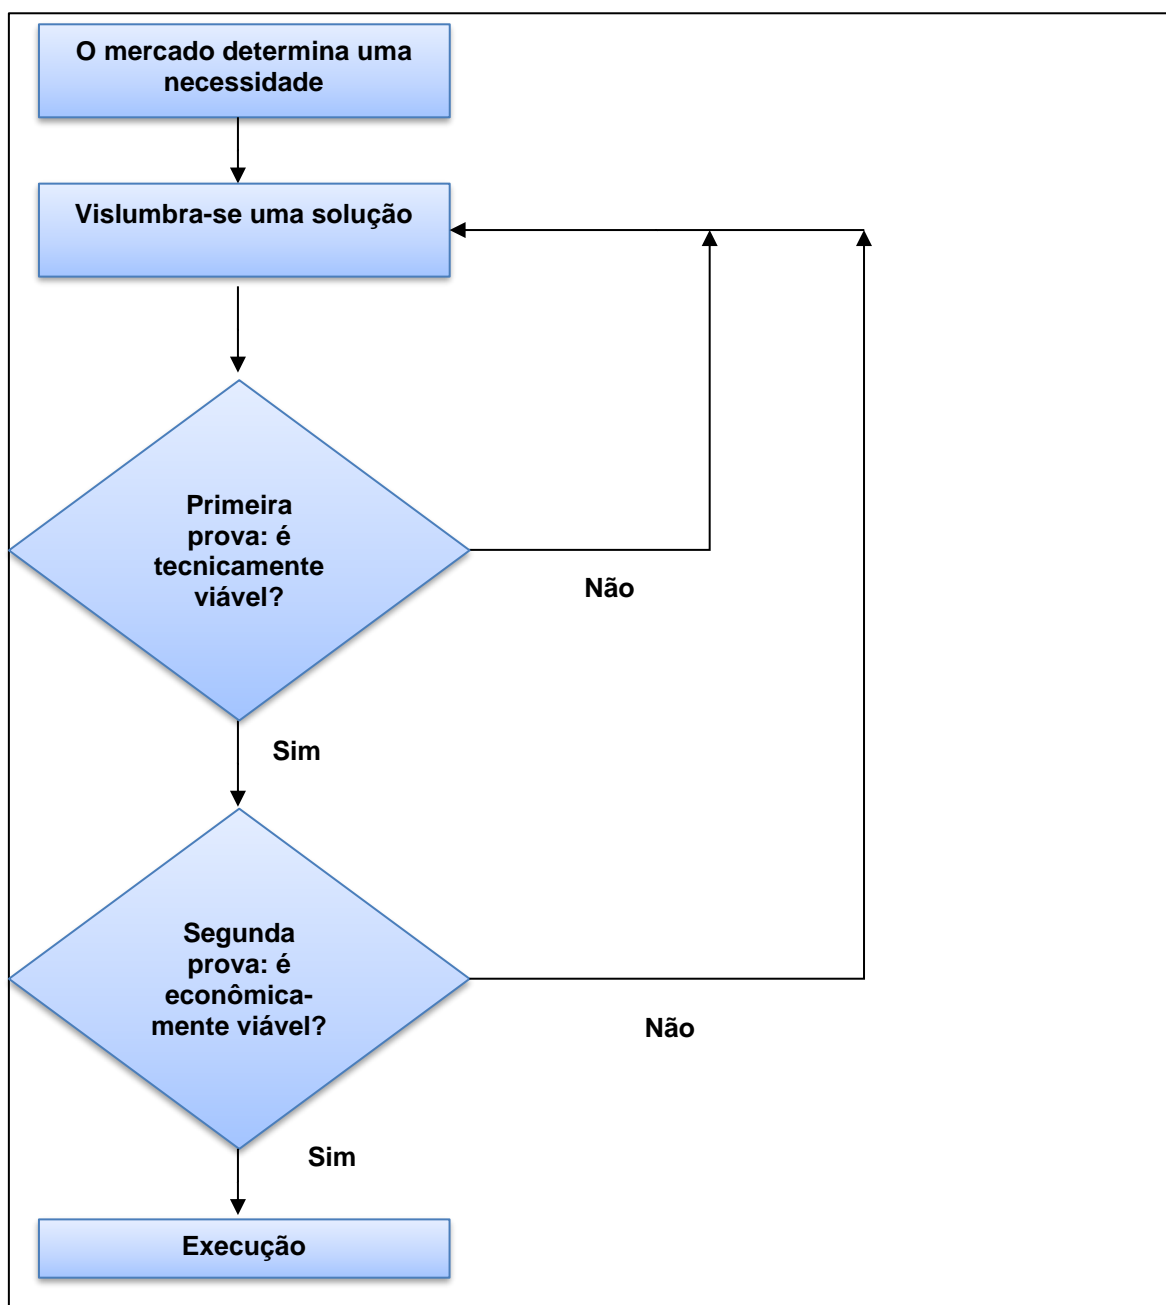 O mercado determina uma
necessidade
Vislumbra-se uma solução
Primeira
prova: é
tecnicamente
viável?
Não
Sim
Segunda
prova: é
econômica-
mente viável?
Não
Sim
Execução